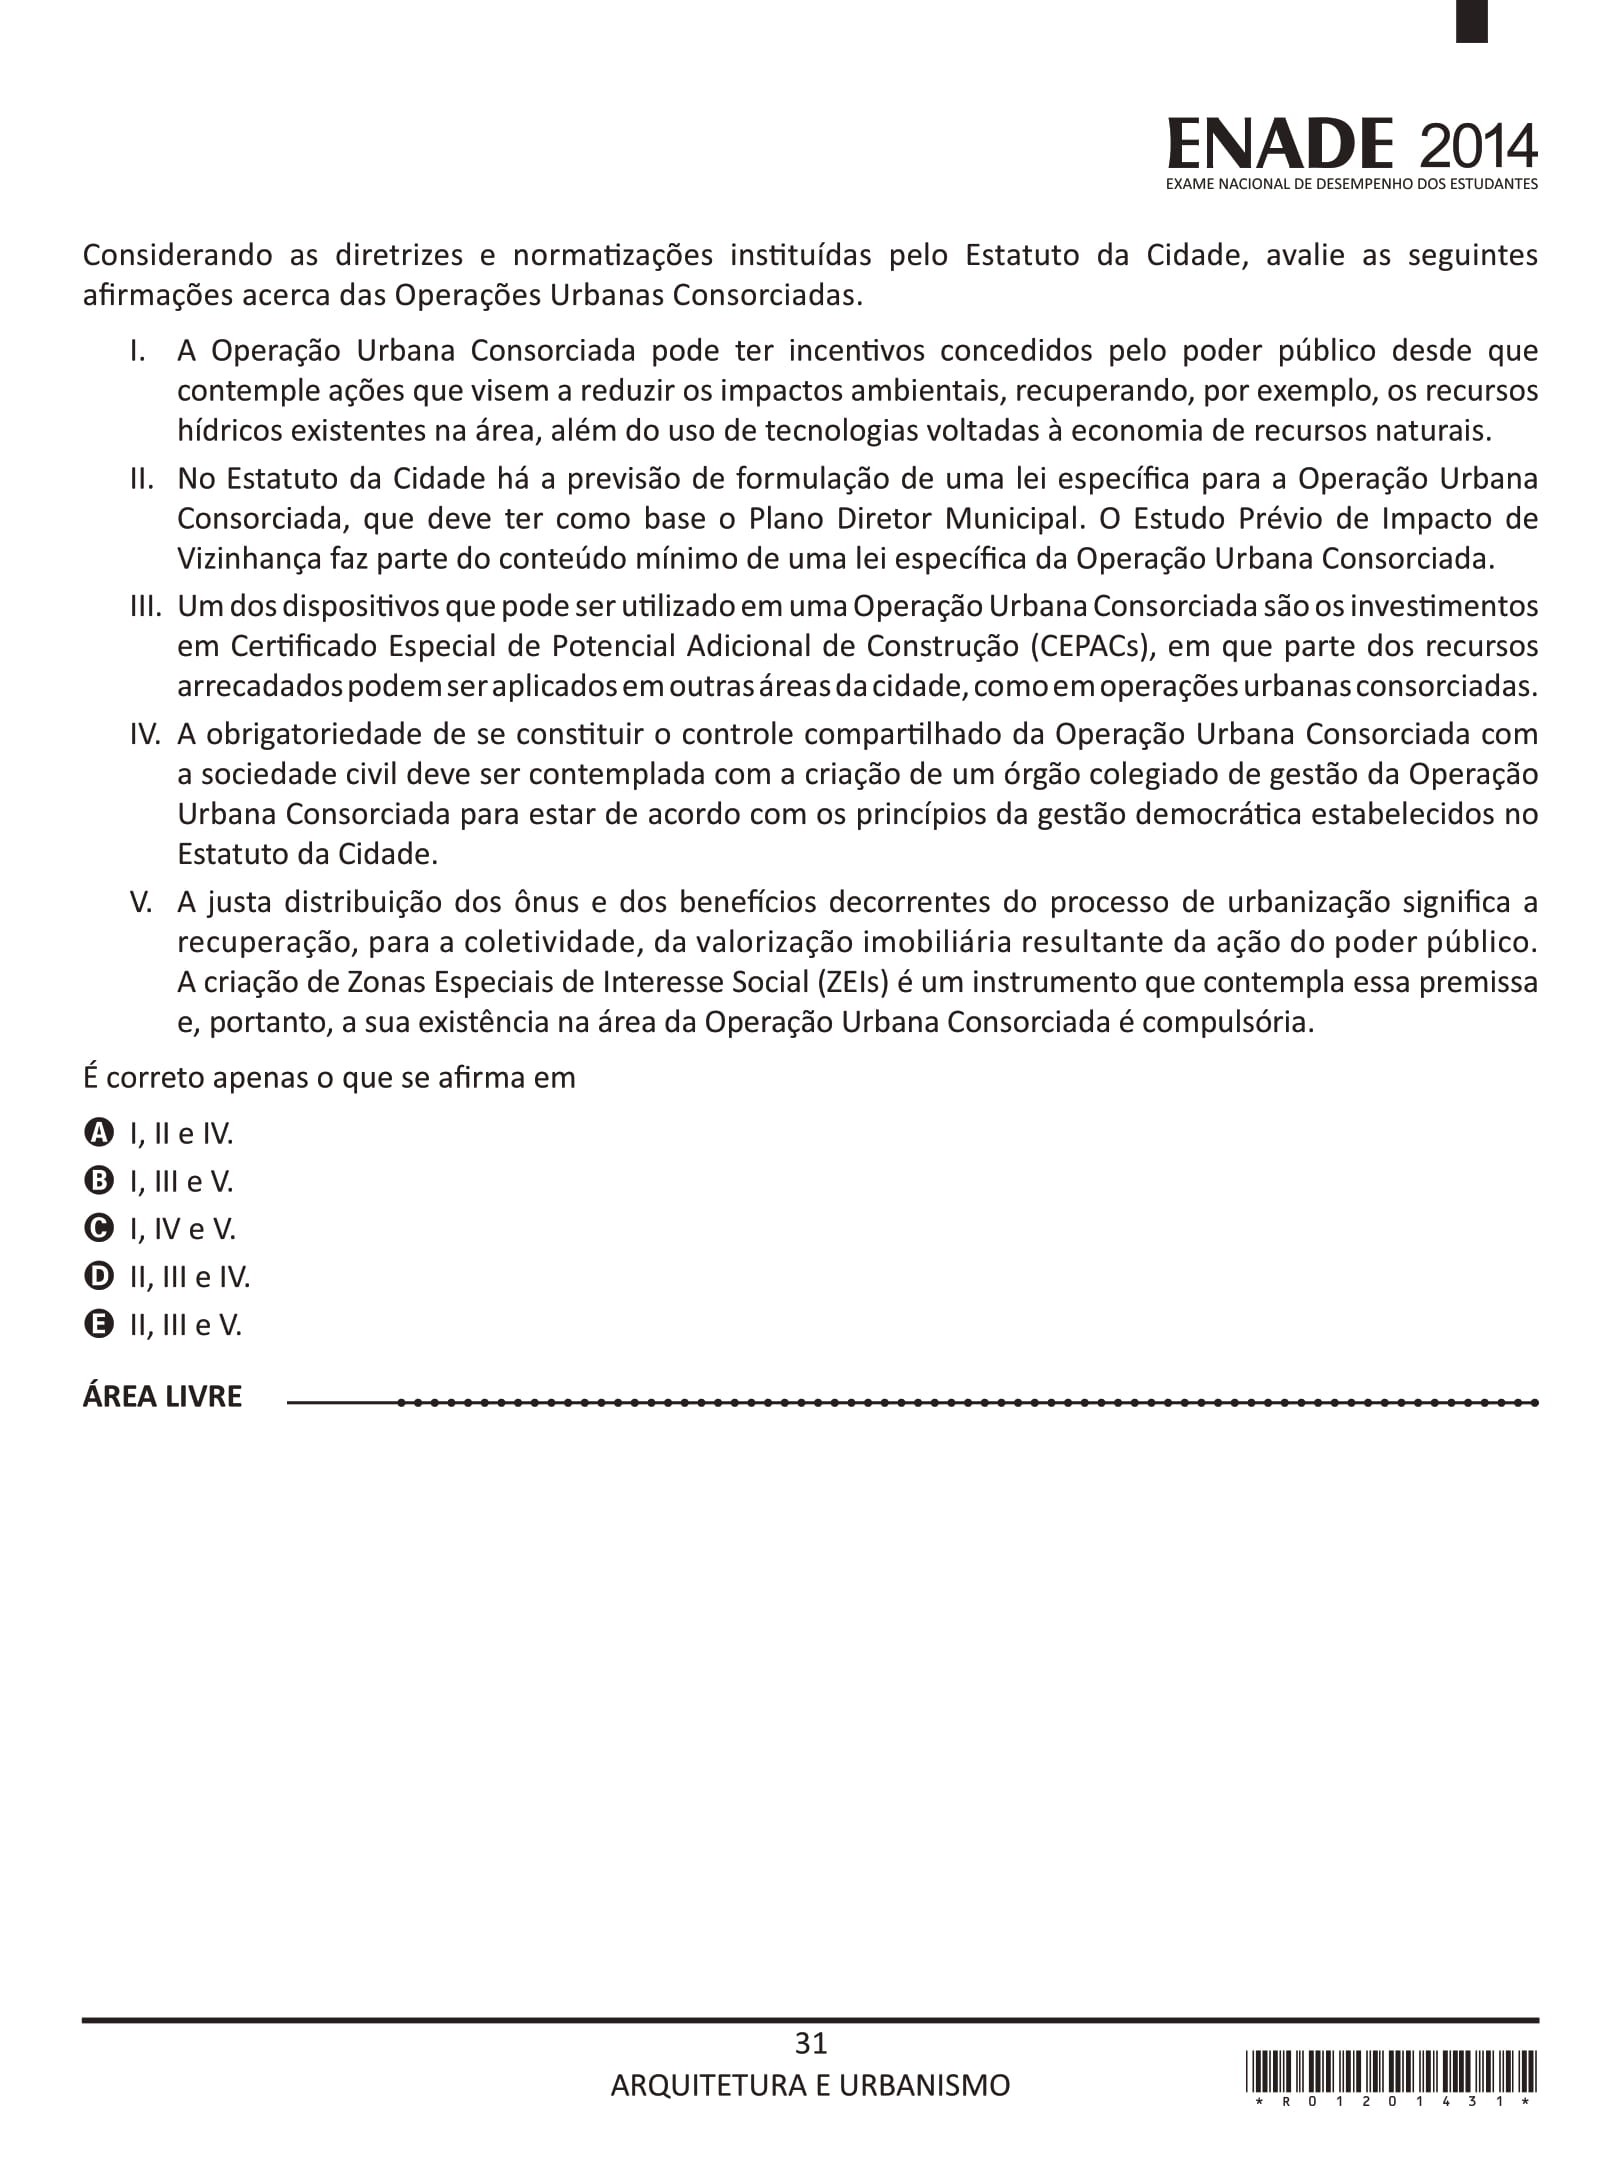 ENADE 2014
EXAME NACIONAL DE DESEMPENHO DOS ESTUDANTES
Considerando as diretrizes e normatizações instituídas pelo Estatuto da Cidade, avalie as seguintes
afirmações acerca das Operações Urbanas Consorciadas.
I. A Operação Urbana Consorciada pode ter incentivos concedidos pelo poder público desde que
contemple ações que visem a reduzir os impactos ambientais, recuperando, por exemplo, os recursos
hídricos existentes na área, além do uso de tecnologias voltadas à economia de recursos naturais.
II. No Estatuto da Cidade há a previsão de formulação de uma lei específica para a Operação Urbana
Consorciada, que deve ter como base o Plano Diretor Municipal. O Estudo Prévio de Impacto de
Vizinhança faz parte do conteúdo mínimo de uma lei específica da Operação Urbana Consorciada.
III. Um dos dispositivos que pode ser utilizado em uma Operação Urbana Consorciada são os investimentos
em Certificado Especial de Potencial Adicional de Construção (CEPACs), em que parte dos recursos
arrecadados podem ser aplicados em outras áreas da cidade, como em operações urbanas consorciadas.
IV. A obrigatoriedade de se constituir o controle compartilhado da Operação Urbana Consorciada com
a sociedade civil deve ser contemplada com a criação de um órgão colegiado de gestão da Operação
Urbana Consorciada para estar de acordo com os princípios da gestão democrática estabelecidos no
Estatuto da Cidade.
V. A justa distribuição dos ônus e dos benefícios decorrentes do processo de urbanização significa a
recuperação, para a coletividade, da valorização imobiliária resultante da ação do poder público.
A criação de Zonas Especiais de Interesse Social (ZEIs) é um instrumento que contempla essa premissa
e, portanto, a sua existência na área da Operação Urbana Consorciada é compulsória.
É correto apenas o que se afirma em
A I, II e IV.
B I, III e V.
C I, IV e V.
D II, III e IV.
E II, III e V.
ÁREA LIVRE
31
ARQUITETURA E URBANISMO
* R 0 1 2 0 1 4 3 1 *